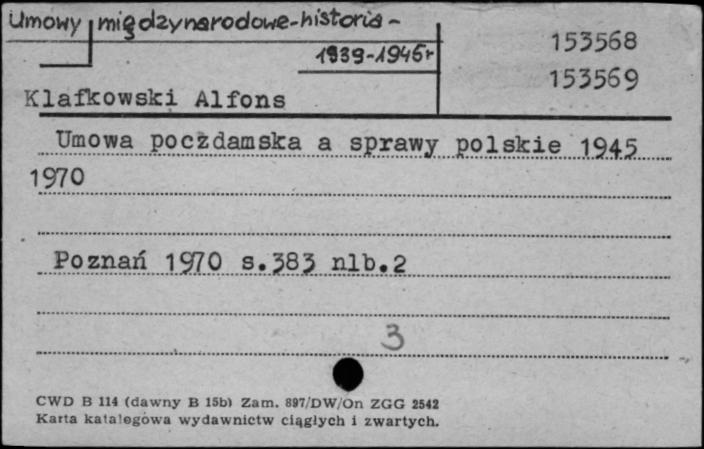 Umowy międzynarodowe-historia -
1939-1945r
153568
153569
Klafkowski Alfons
Umowa poczdamska a sprawy polskie 1945
1970
Poznań 1970 s.383 nlb.2
3
CWD B 114 (dawny B 15b) Zam. 897/DW/On ZGG 2542
Karta katalogowa wydawnictw ciągłych i zwartych.